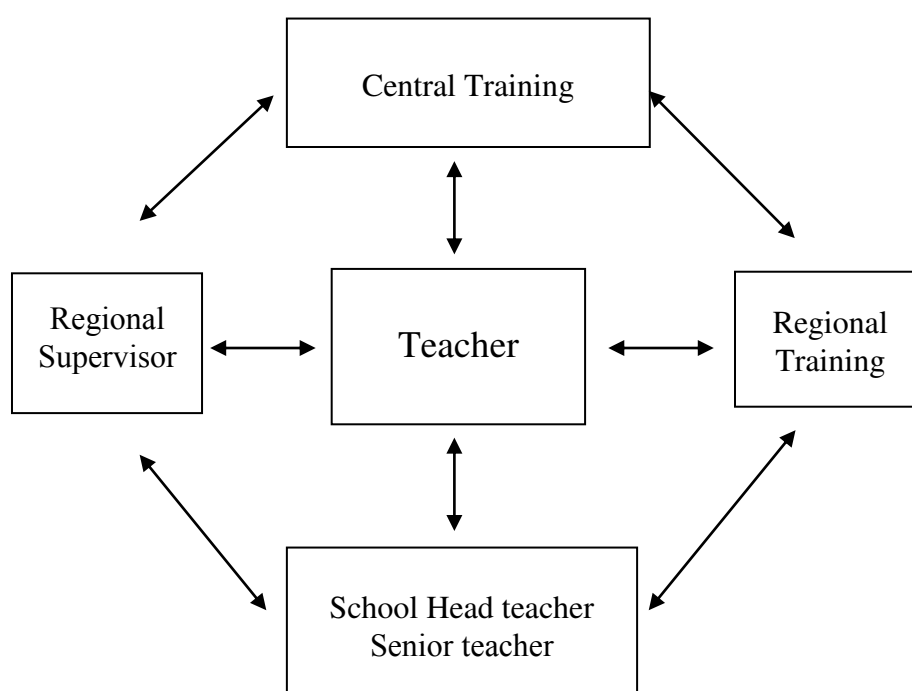 Central Training
Regional
Supervisor
Teacher
Regional
Training
School Head teacher
Senior teacher